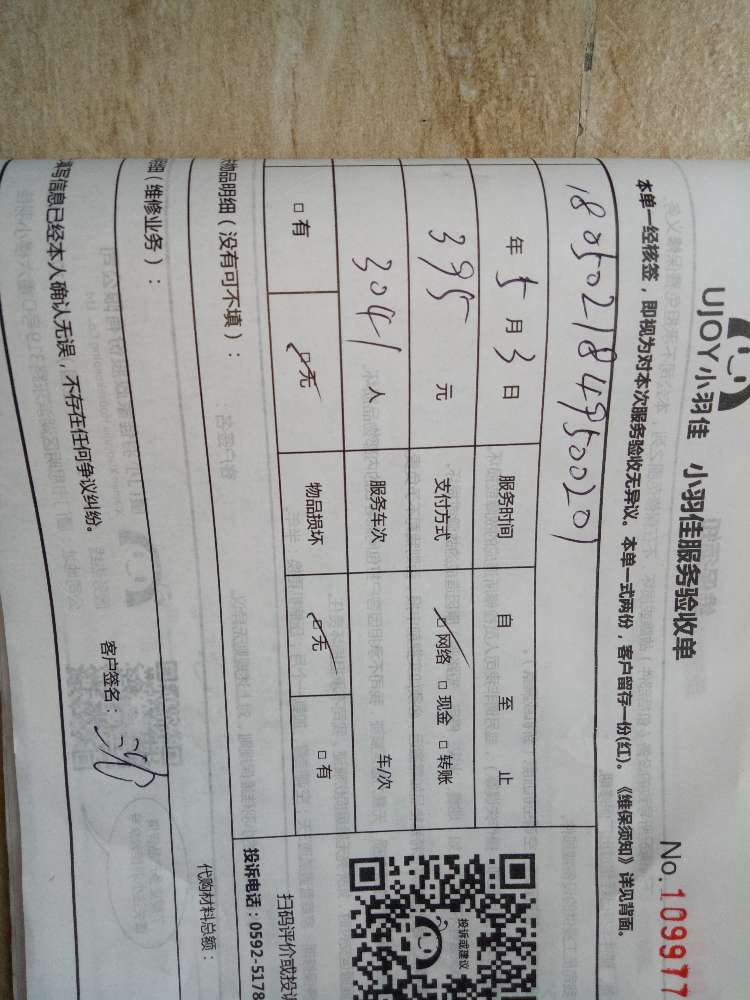 UJOY小羽佳 小羽佳服务验收单
No.109977
本单一经核签，即视为对本次服务验收无异议。本单一式两份，客户留存一份(红)。《维保须知》详见背面。
180502184950020
年5月3日 服务时间 自 至 止
395 元 支付方式 □网络 □现金 □转账
3041 人 服务车次 车/次
□有 □无 物品损坏 □无 □有
投诉或建议
扫码评价或投诉
物品明细（没有可不填）：
投诉电话：0592-5178
细（维修业务）：
代购材料总额：
填写信息已经本人确认无误，不存在任何争议纠纷。
客户签名：